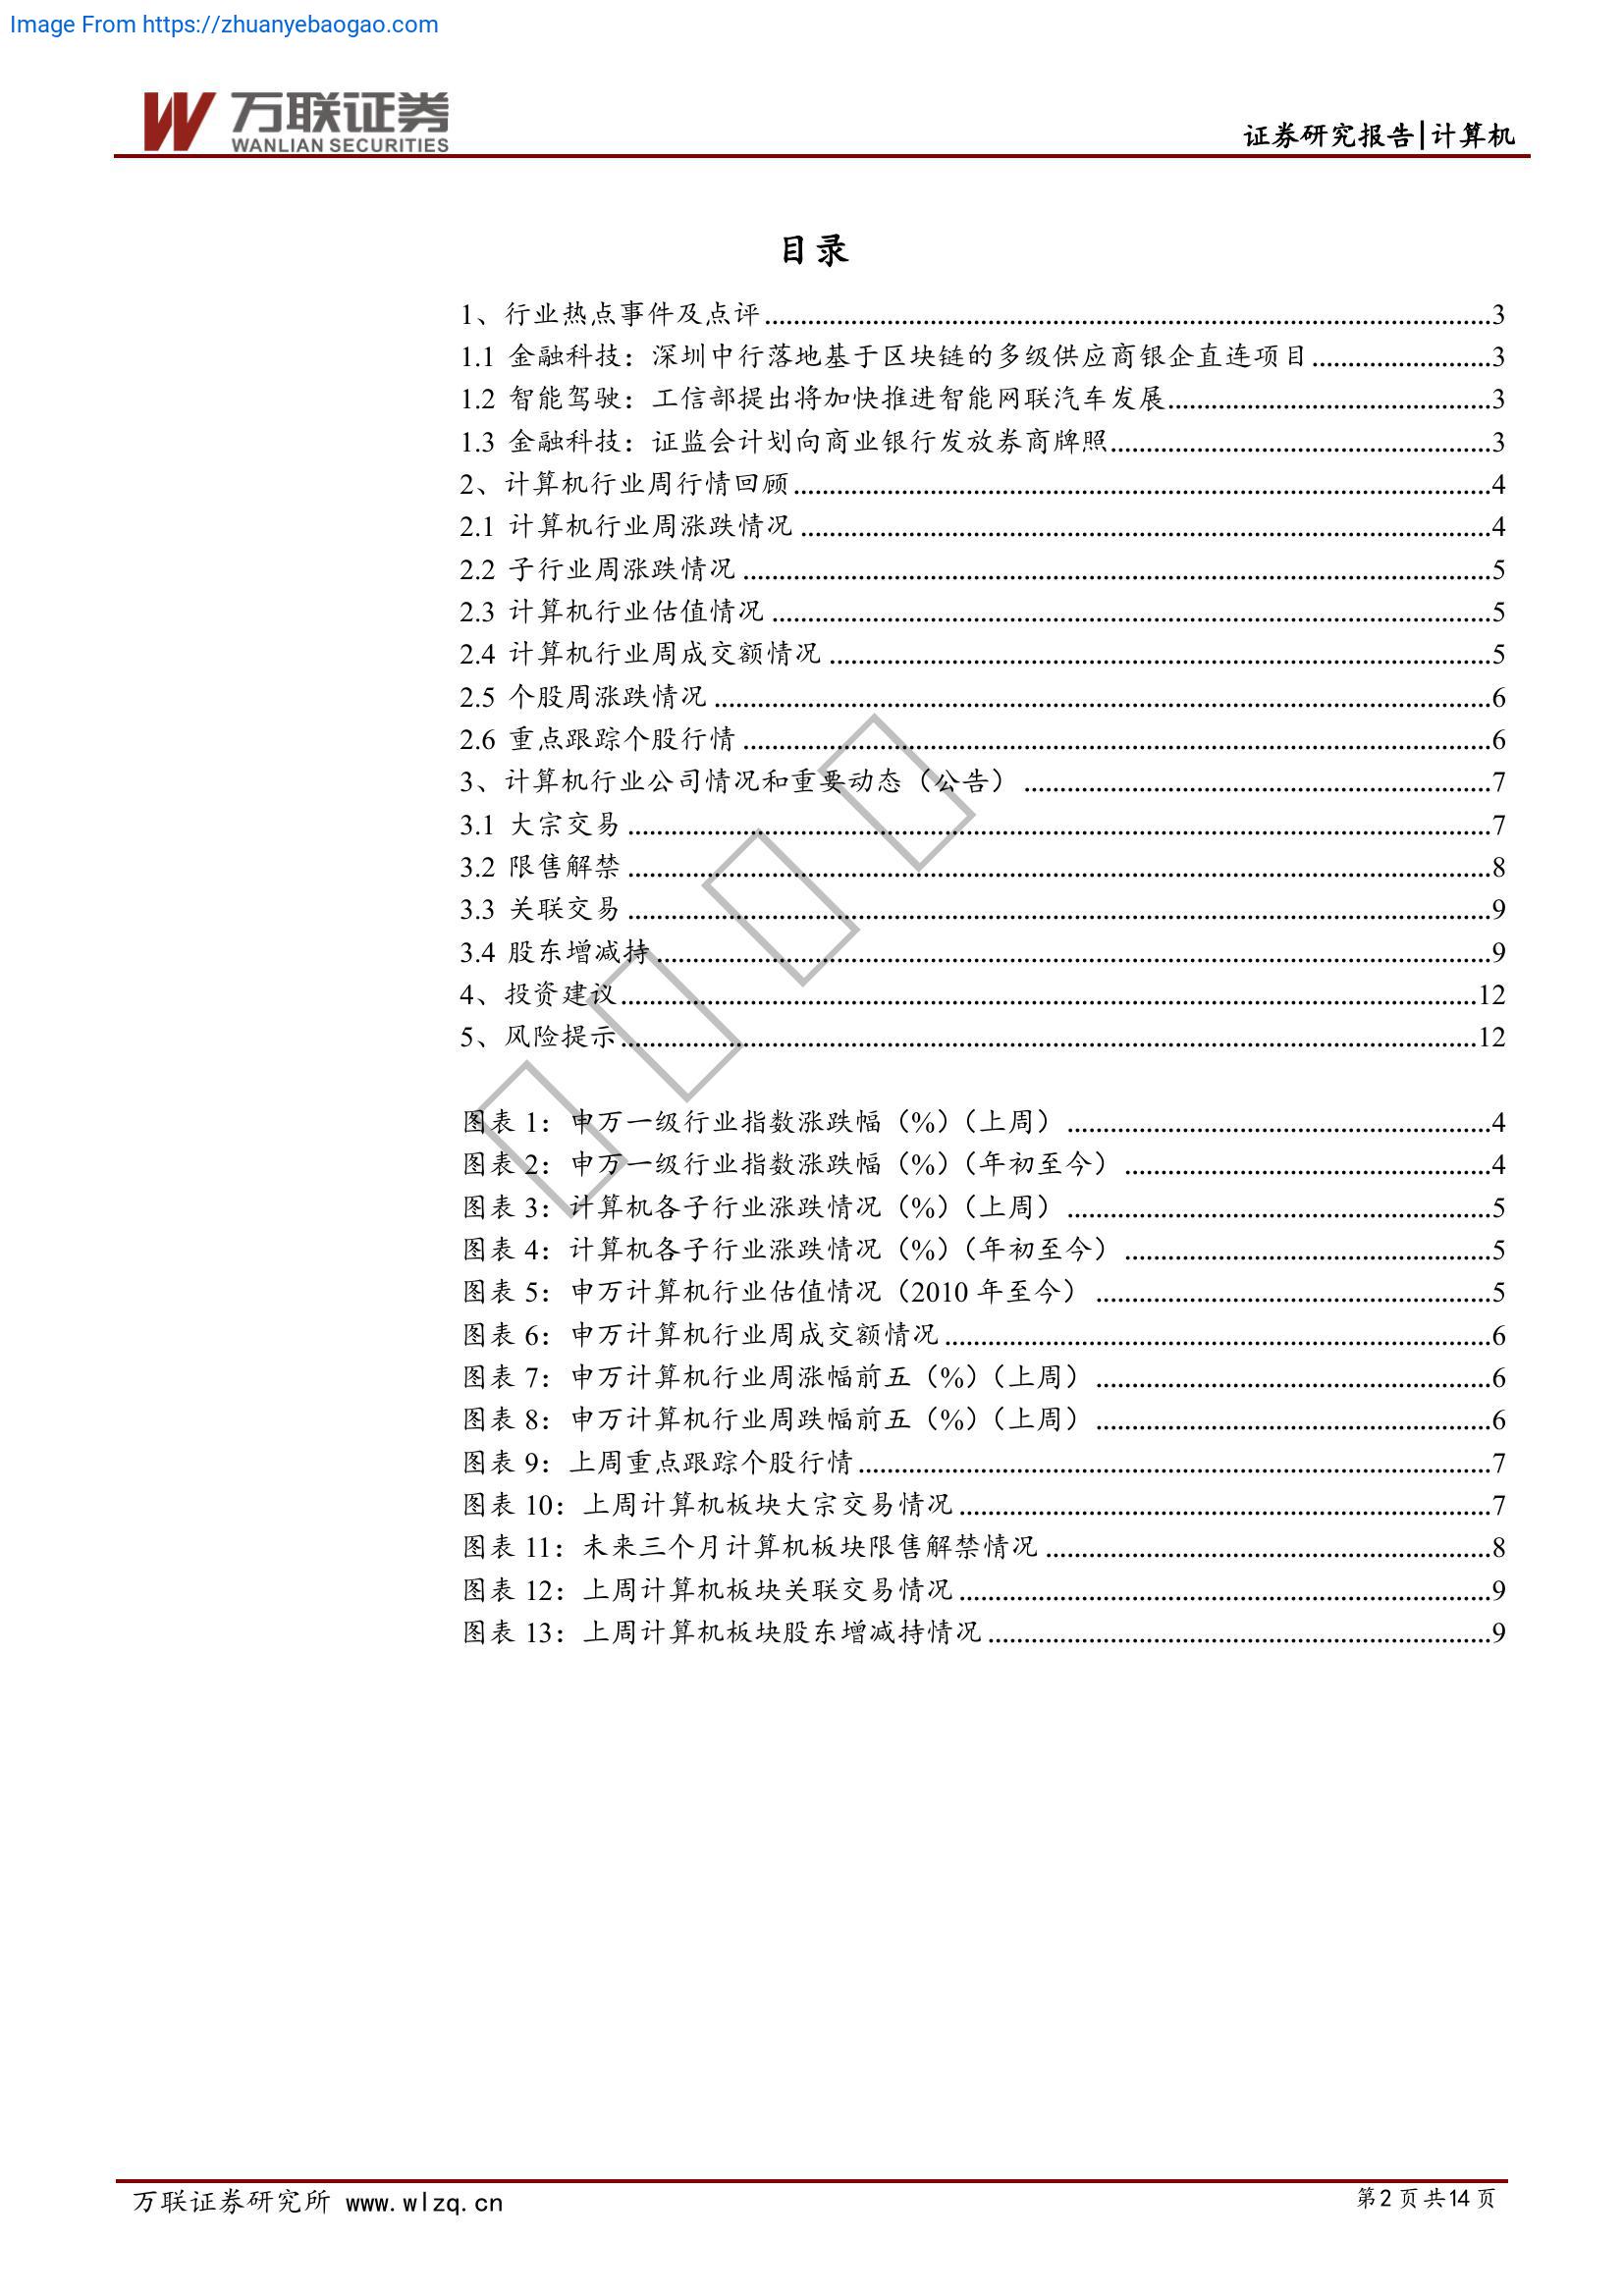 Image From https://zhuanyebaogao.com
万联证券
WANLIAN SECURITIES
证券研究报告|计算机
目录
1、行业热点事件及点评....................3
1.1 金融科技：深圳中行落地基于区块链的多级供应商银企直连项目....................3
1.2 智能驾驶：工信部提出将加快推进智能网联汽车发展....................3
1.3 金融科技：证监会计划向商业银行发放券商牌照....................3
2、计算机行业周行情回顾....................4
2.1 计算机行业周涨跌情况....................4
2.2 子行业周涨跌情况....................5
2.3 计算机行业估值情况....................5
2.4 计算机行业周成交额情况....................5
2.5 个股周涨跌情况....................6
2.6 重点跟踪个股行情....................6
3、计算机行业公司情况和重要动态（公告）....................7
3.1 大宗交易....................7
3.2 限售解禁....................8
3.3 关联交易....................9
3.4 股东增减持....................9
4、投资建议....................12
5、风险提示....................12
图表 1：申万一级行业指数涨跌幅（%）（上周）....................4
图表 2：申万一级行业指数涨跌幅（%）（年初至今）....................4
图表 3：计算机各子行业涨跌情况（%）（上周）....................5
图表 4：计算机各子行业涨跌情况（%）（年初至今）....................5
图表 5：申万计算机行业估值情况（2010 年至今）....................5
图表 6：申万计算机行业周成交额情况....................6
图表 7：申万计算机行业周涨幅前五（%）（上周）....................6
图表 8：申万计算机行业周跌幅前五（%）（上周）....................6
图表 9：上周重点跟踪个股行情....................7
图表 10：上周计算机板块大宗交易情况....................7
图表 11：未来三个月计算机板块限售解禁情况....................8
图表 12：上周计算机板块关联交易情况....................9
图表 13：上周计算机板块股东增减持情况....................9
万联证券研究所 www.wlzq.cn
第2页共14页